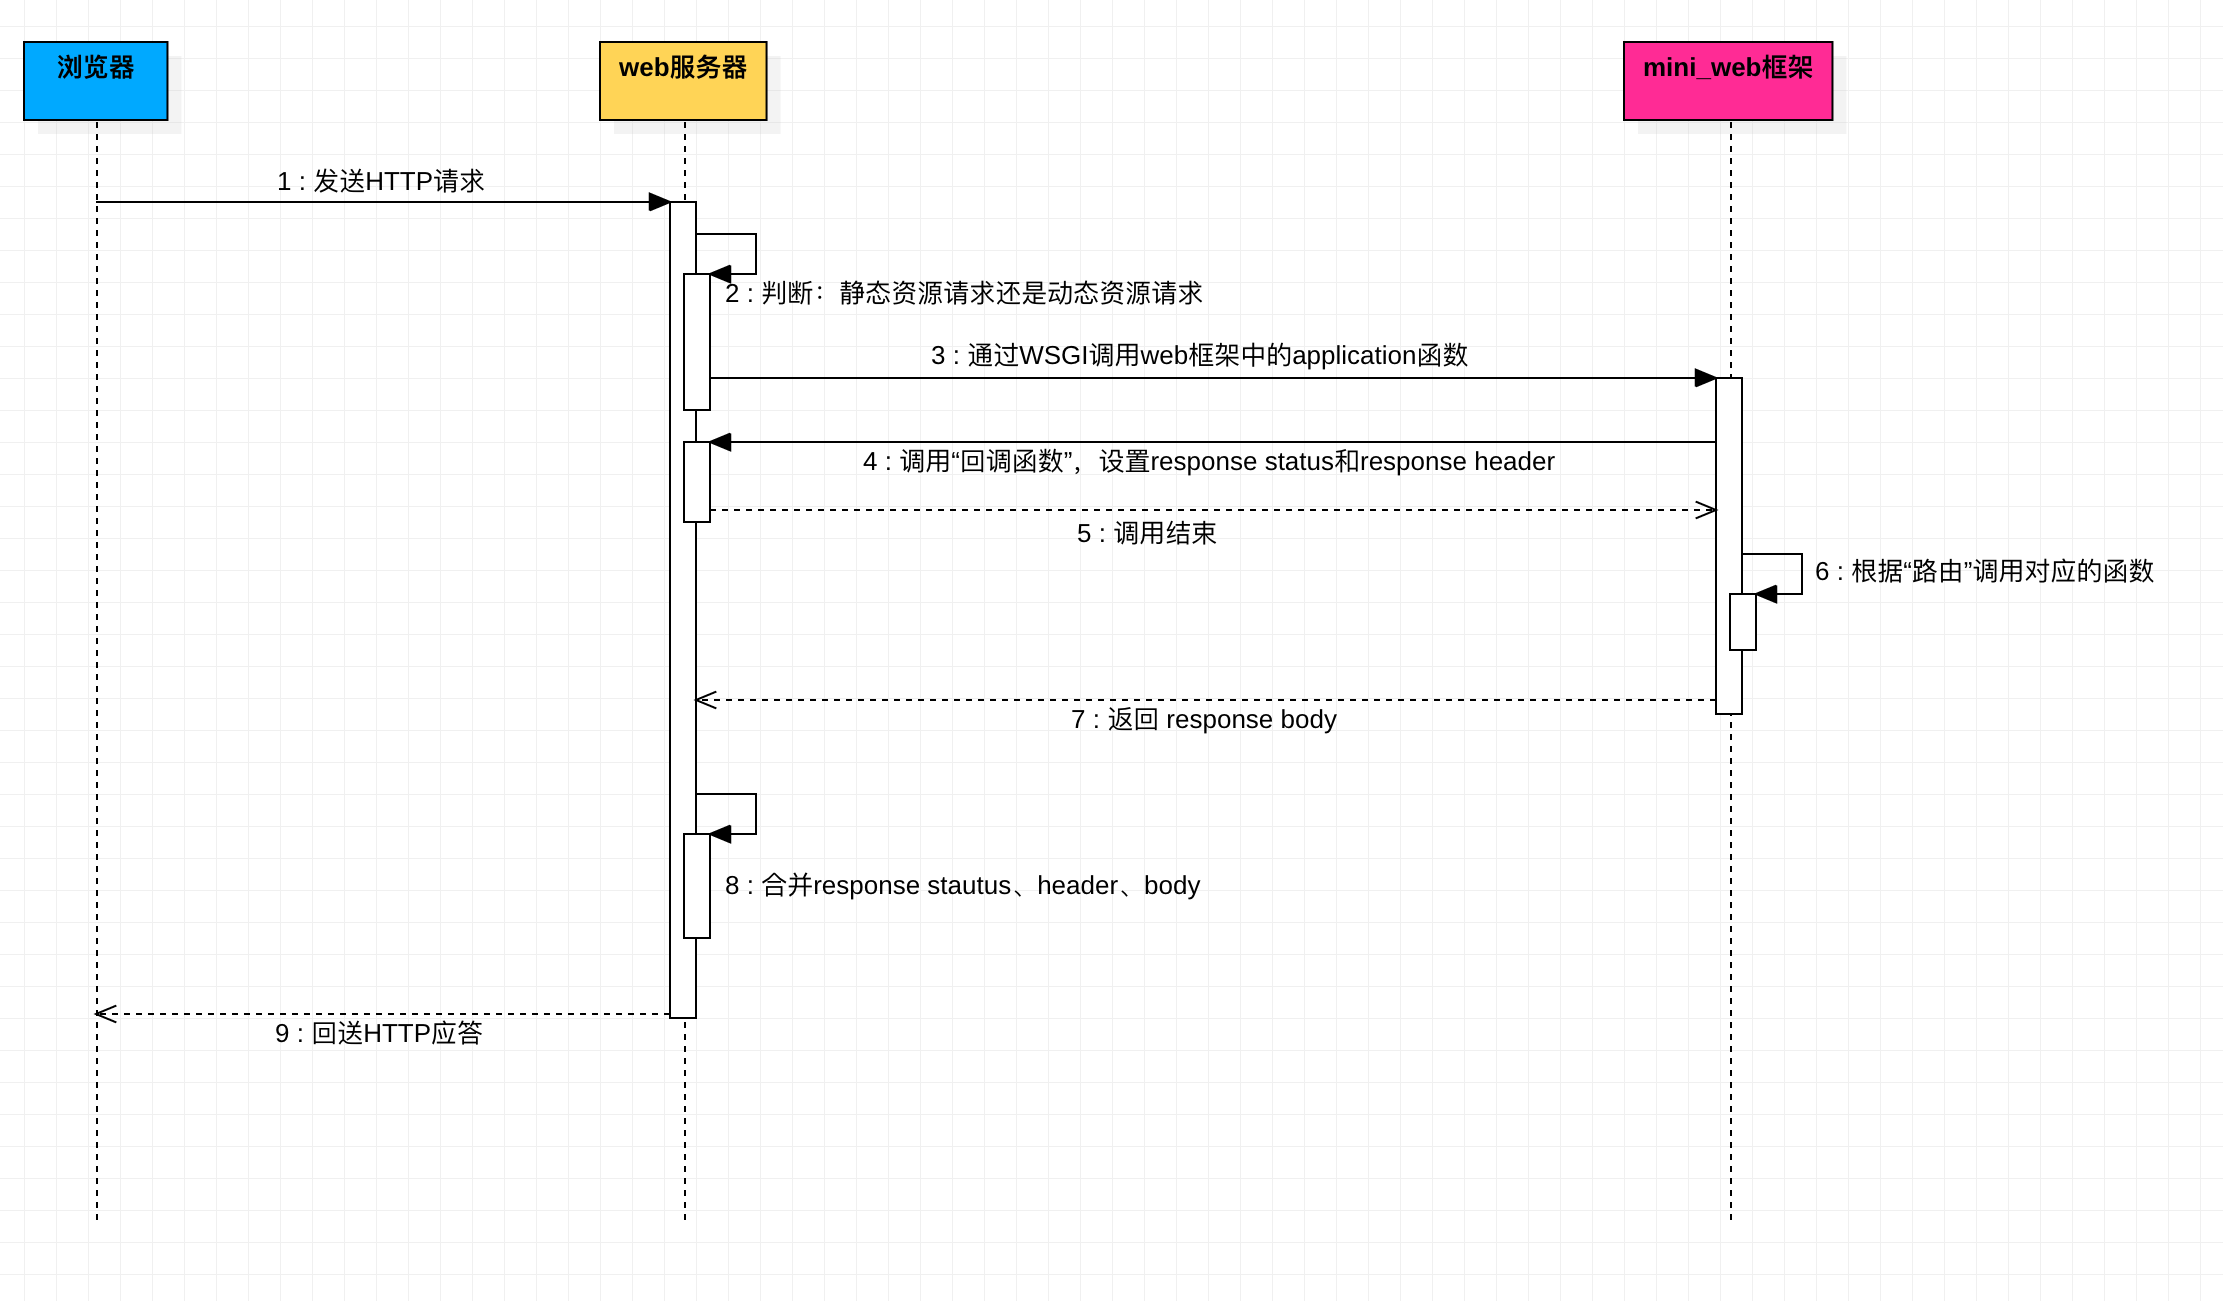 浏览器
web服务器
mini_web框架
1 : 发送HTTP请求
2 : 判断：静态资源请求还是动态资源请求
3 : 通过WSGI调用web框架中的application函数
4 : 调用“回调函数”，设置response status和response header
5 : 调用结束
6 : 根据“路由”调用对应的函数
7 : 返回 response body
8 : 合并response stautus、header、body
9 : 回送HTTP应答